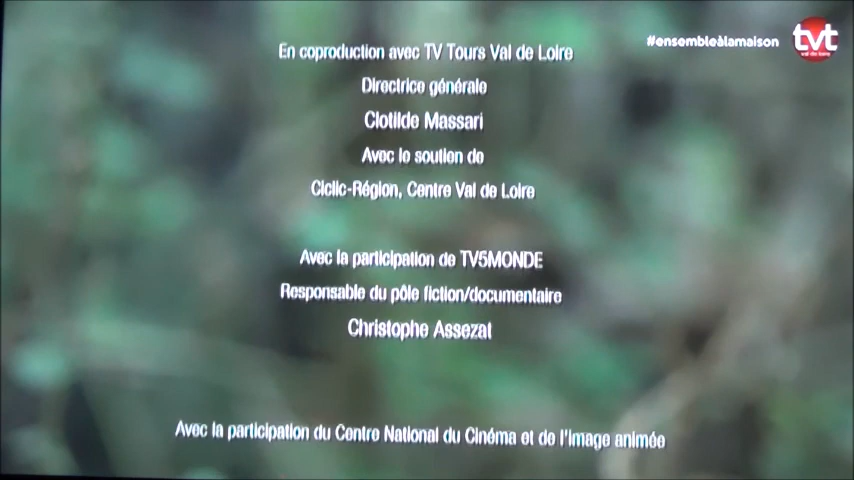 #ensembleàlamaison
tvt
val de loire
En coproduction avec TV Tours Val de Loire
Directrice générale
Clotilde Massari
Avec le soutien de
Ciclic-Région, Centre Val de Loire
Avec la participation de TV5MONDE
Responsable du pôle fiction/documentaire
Christophe Assezat
Avec la participation du Centre National du Cinéma et de l'image animée